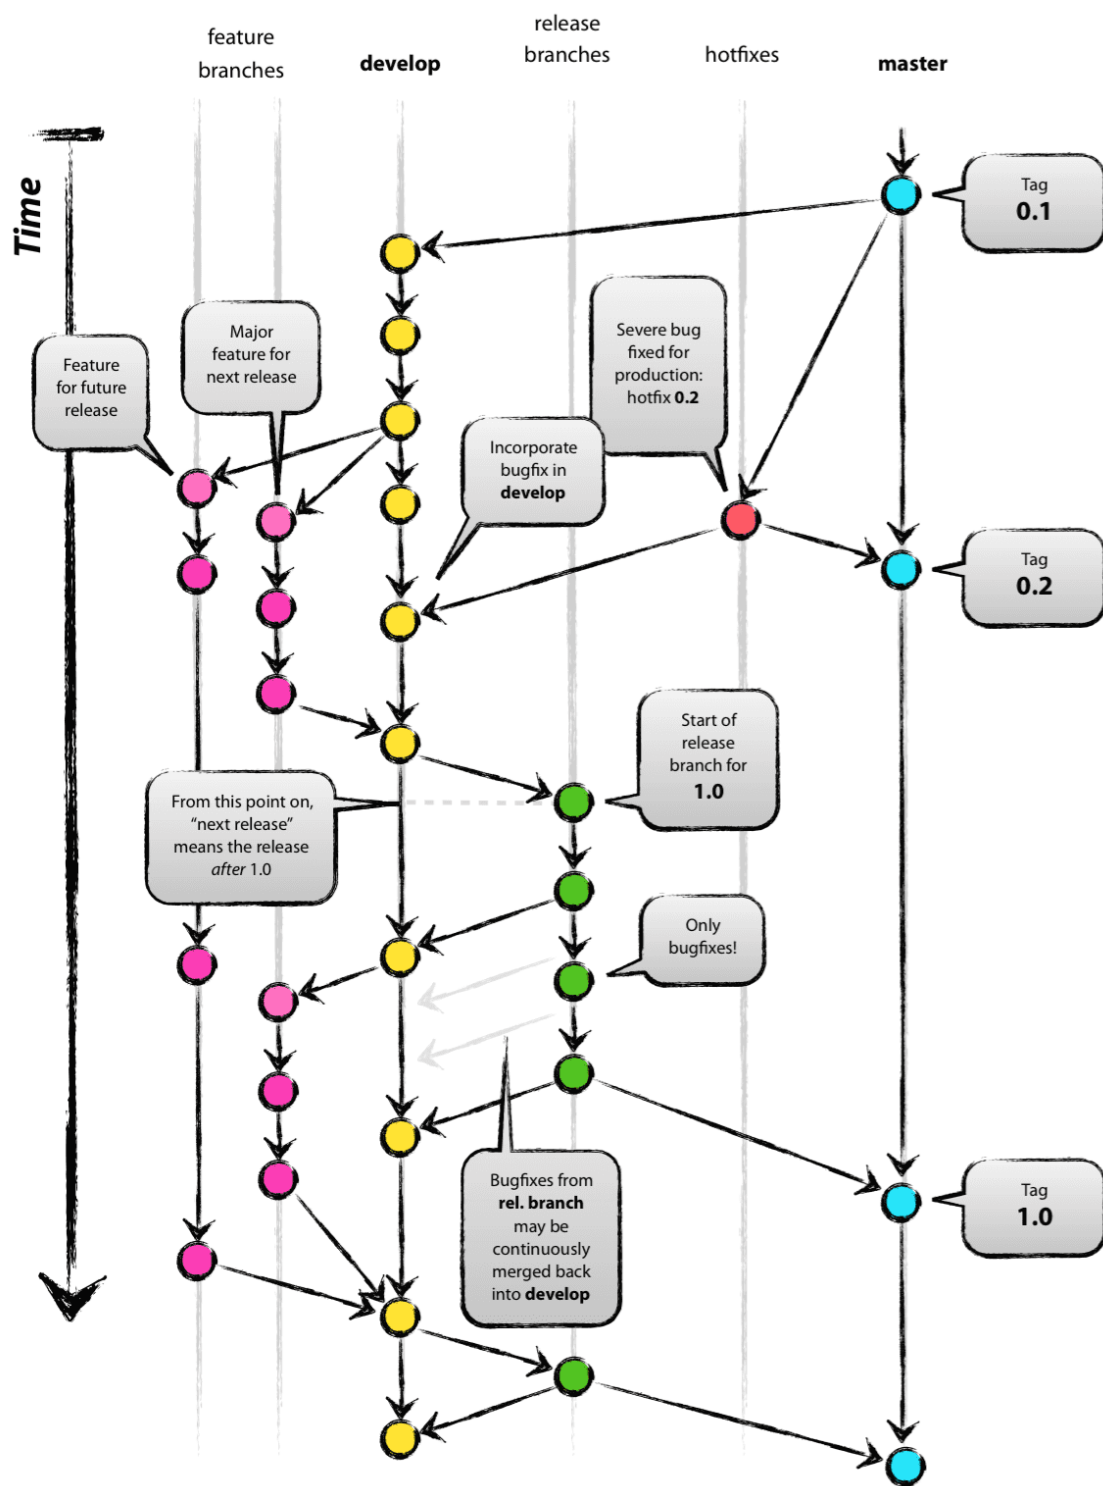 feature
branches
develop
release
branches
hotfixes
master
Time
Tag
0.1
Major
feature for
next release
Feature
for future
release
Severe bug
fixed for
production:
hotfix 0.2
Incorporate
bugfix in
develop
Tag
0.2
Start of
release
branch for
1.0
From this point on,
“next release”
means the release
after 1.0
Only
bugfixes!
Bugfixes from
rel. branch
may be
continuously
merged back
into develop
Tag
1.0